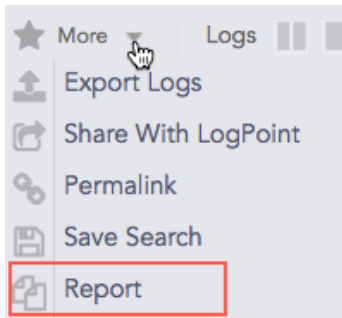 More Logs
Export Logs
Share With LogPoint
Permalink
Save Search
Report